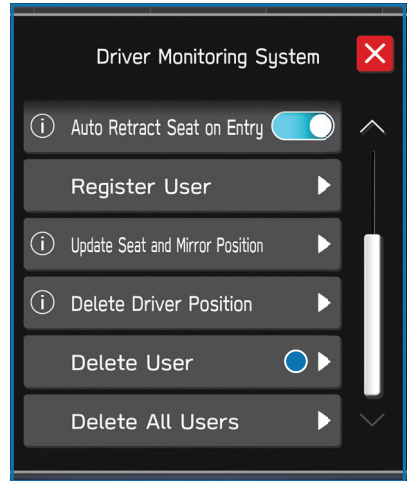 Driver Monitoring System
Auto Retract Seat on Entry
Register User
Update Seat and Mirror Position
Delete Driver Position
Delete User
Delete All Users